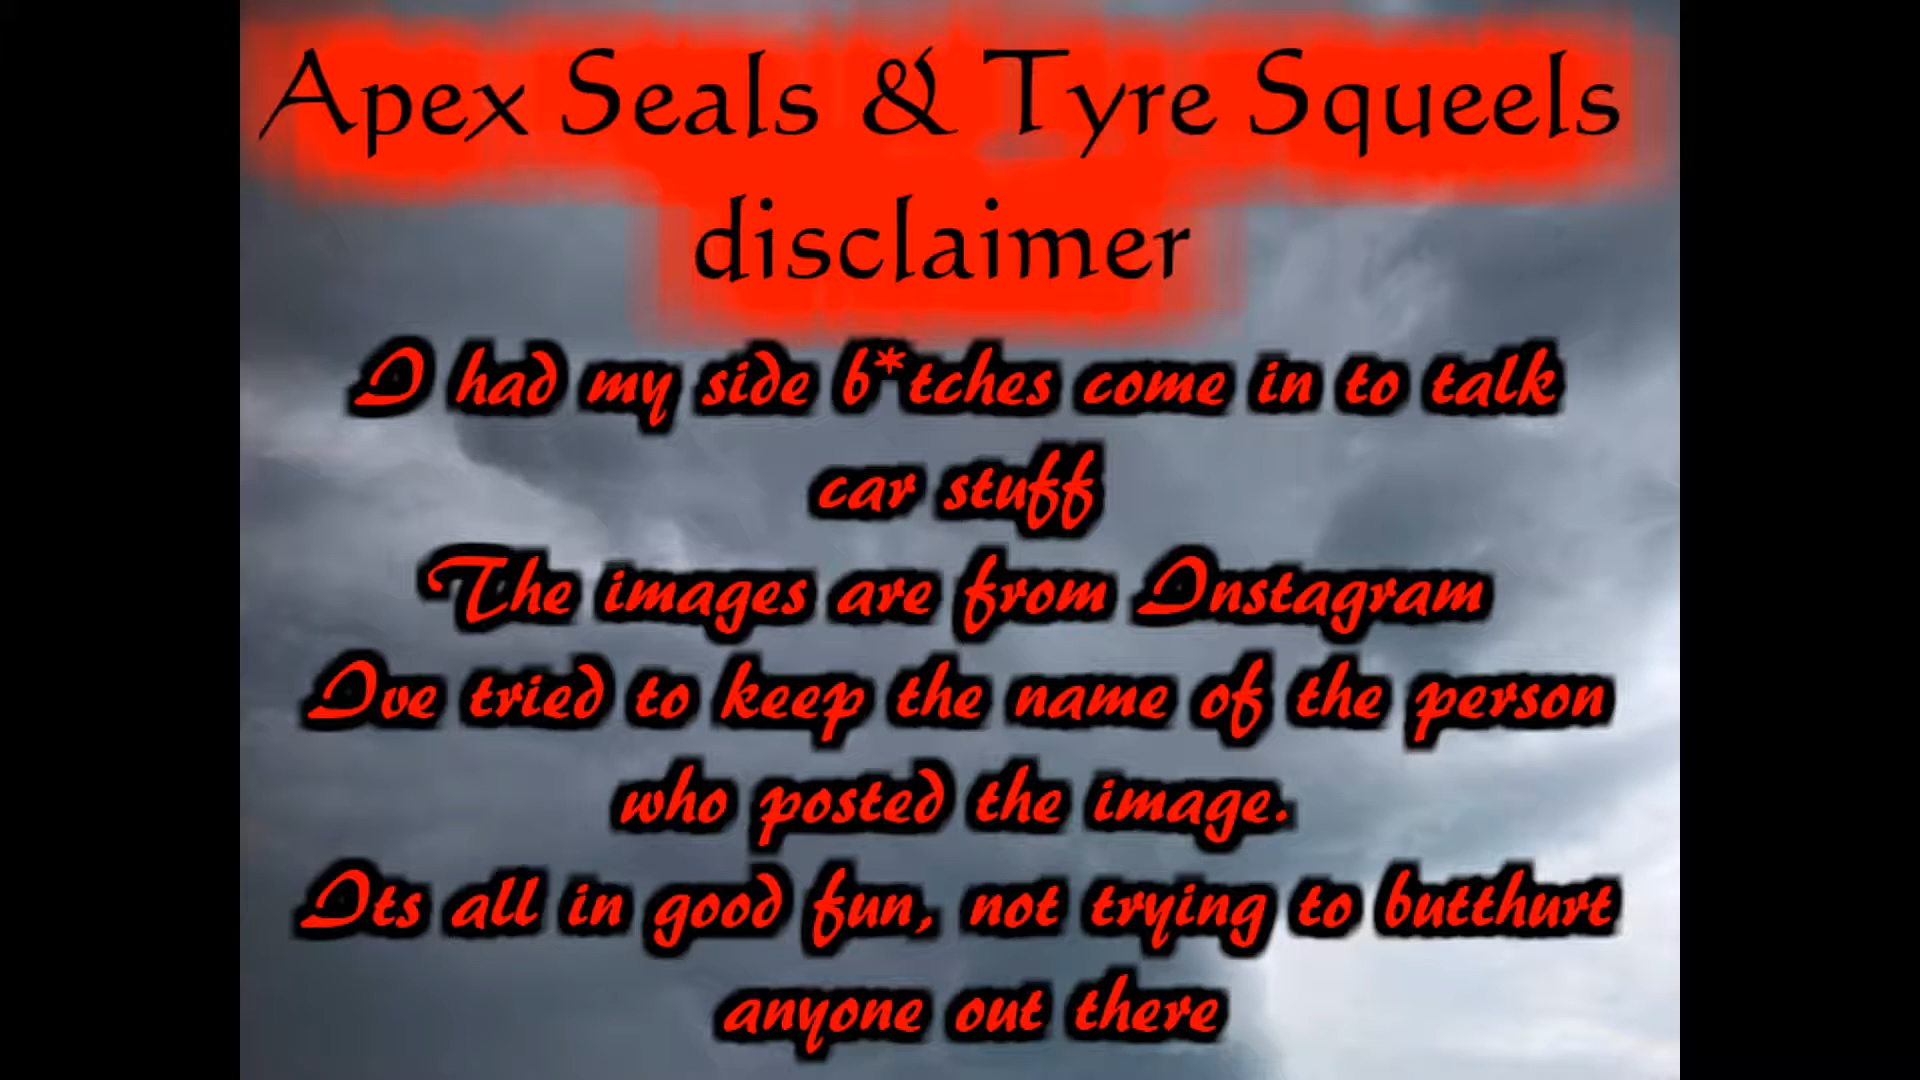 Apex Seals & Tyre Squeels
disclaimer
I had my side b*tches come in to talk
car stuff
The images are from Instagram
Ive tried to keep the name of the person
who posted the image.
Its all in good fun, not trying to butthurt
anyone out there